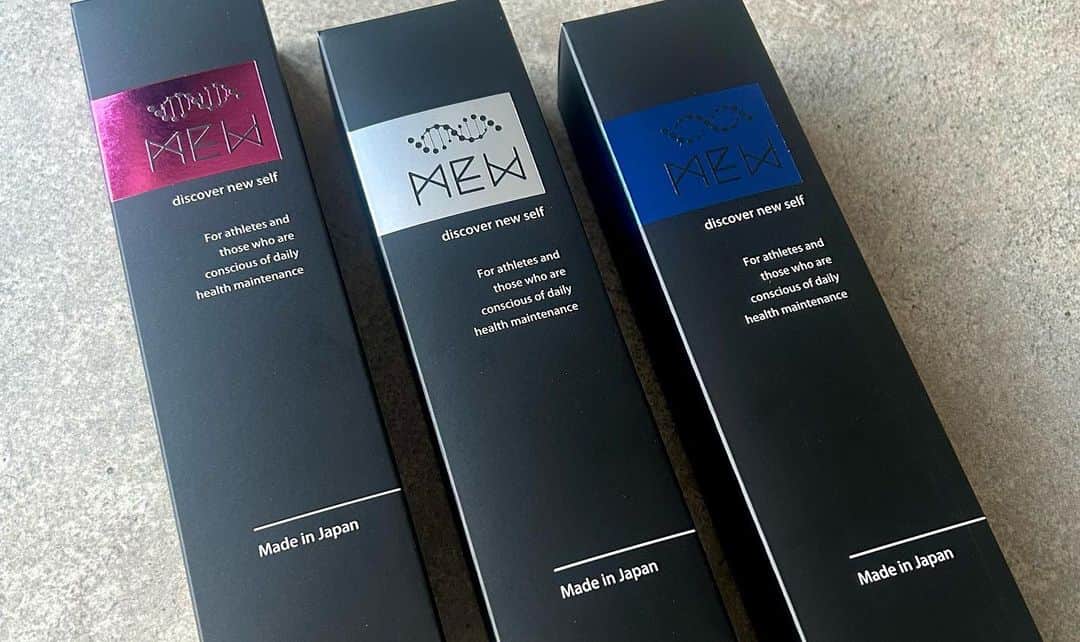 MEW
discover new self
For athletes and
those who are
conscious of daily
health maintenance
Made in Japan
MEW
discover new self
For athletes and
those who are
conscious of daily
health maintenance
Made in Japan
MEW
discover new self
For athletes and
those who are
conscious of daily
health maintenance
Made in Japan